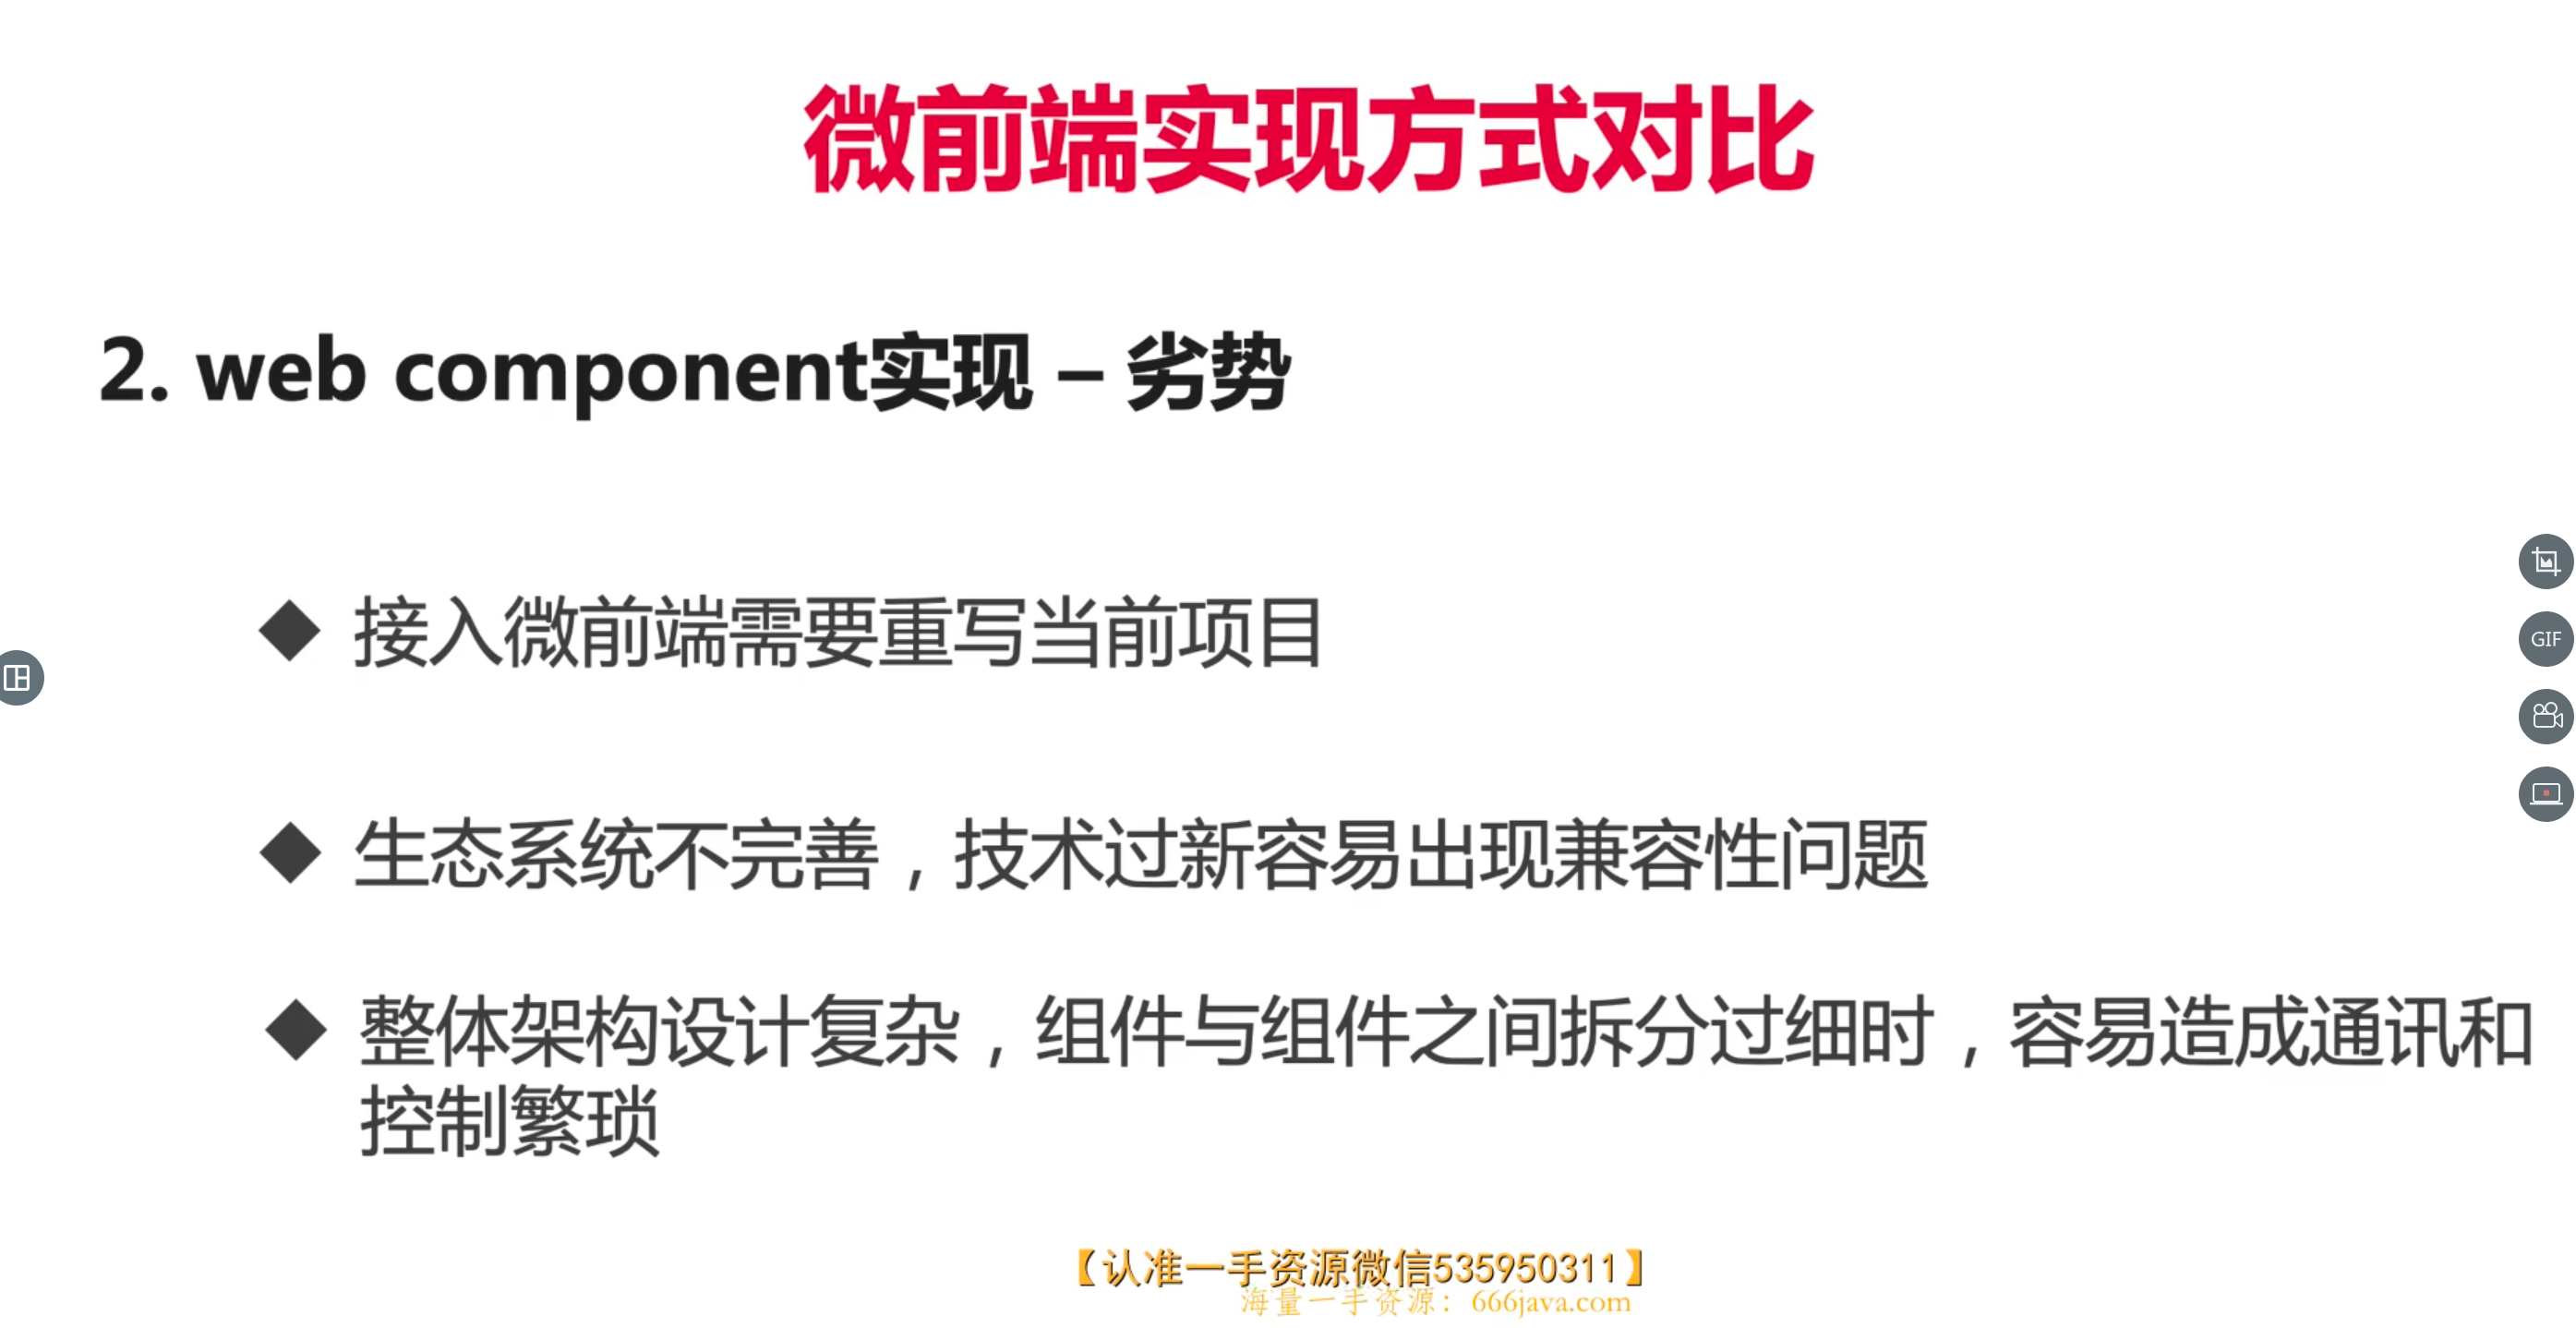 微前端实现方式对比
2. web component实现 – 劣势
◆ 接入微前端需要重写当前项目
◆ 生态系统不完善，技术过新容易出现兼容性问题
◆ 整体架构设计复杂，组件与组件之间拆分过细时，容易造成通讯和
控制繁琐
GIF
【认准一手资源微信535950311】
海量一手资源：666java.com